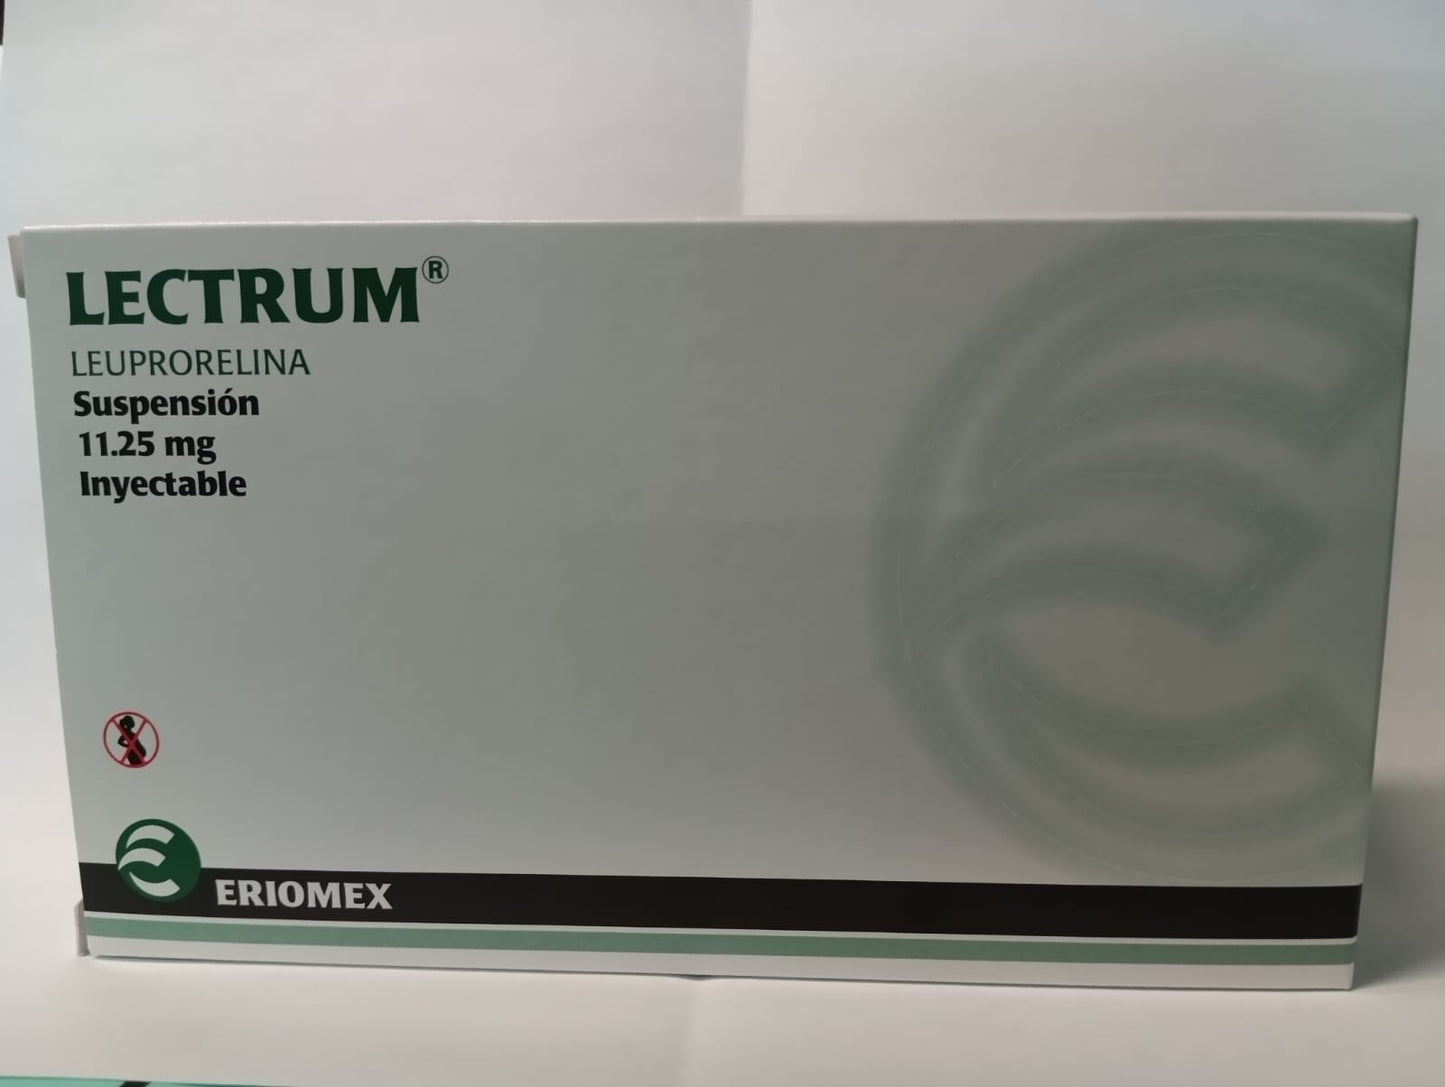 LECTRUM®
LEUPRORELINA
Suspensión
11.25 mg
Inyectable
ERIOMEX